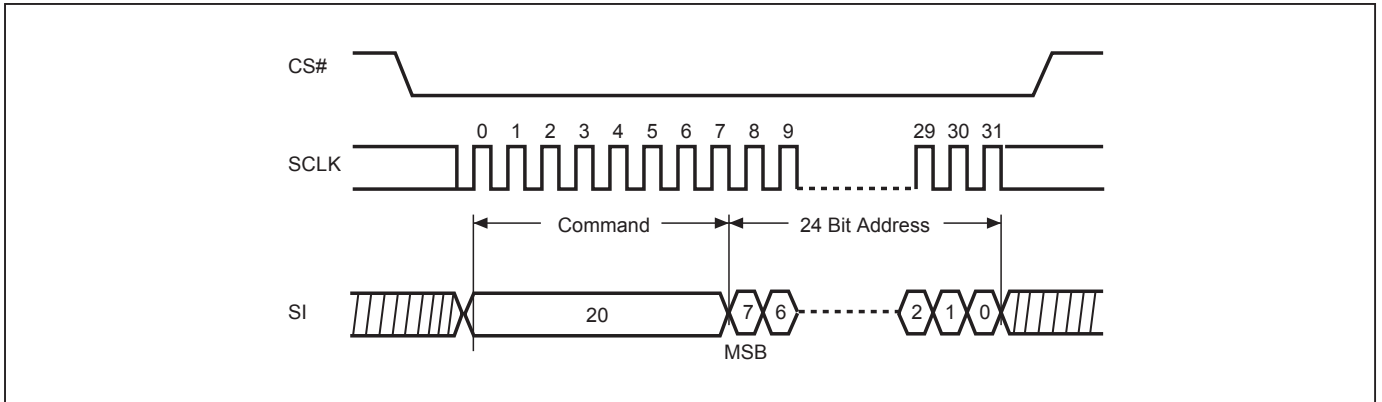 CS#
0 1 2 3 4 5 6 7 8 9 29 30 31
SCLK
Command 24 Bit Address
SI 20 7 6 2 1 0
MSB